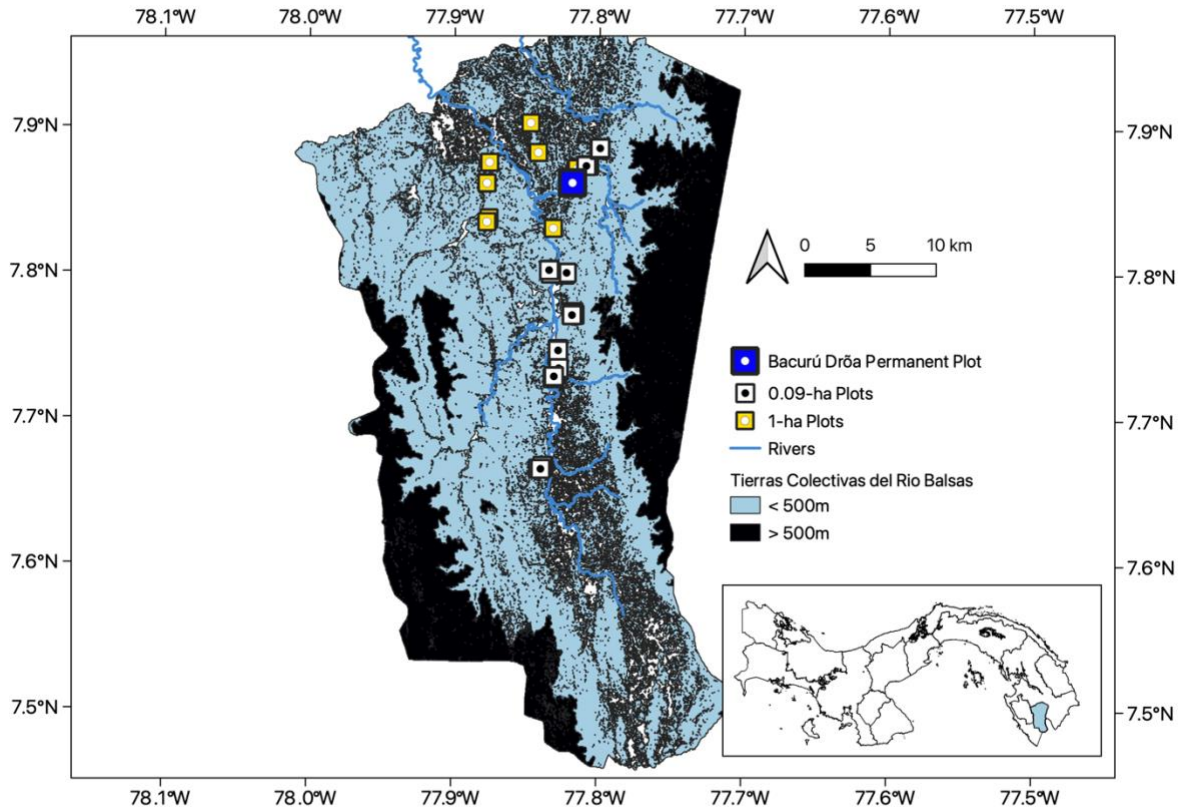 78.1°W 78.0°W 77.9°W 77.8°W 77.7°W 77.6°W 77.5°W
7.9°N 7.9°N
7.8°N 7.8°N
0 5 10 km
Bacurú Drõa Permanent Plot
0.09-ha Plots
1-ha Plots
7.7°N 7.7°N
Rivers
Tierras Colectivas del Rio Balsas
< 500m
> 500m
7.6°N 7.6°N
7.5°N 7.5°N
78.1°W 78.0°W 77.9°W 77.8°W 77.7°W 77.6°W 77.5°W